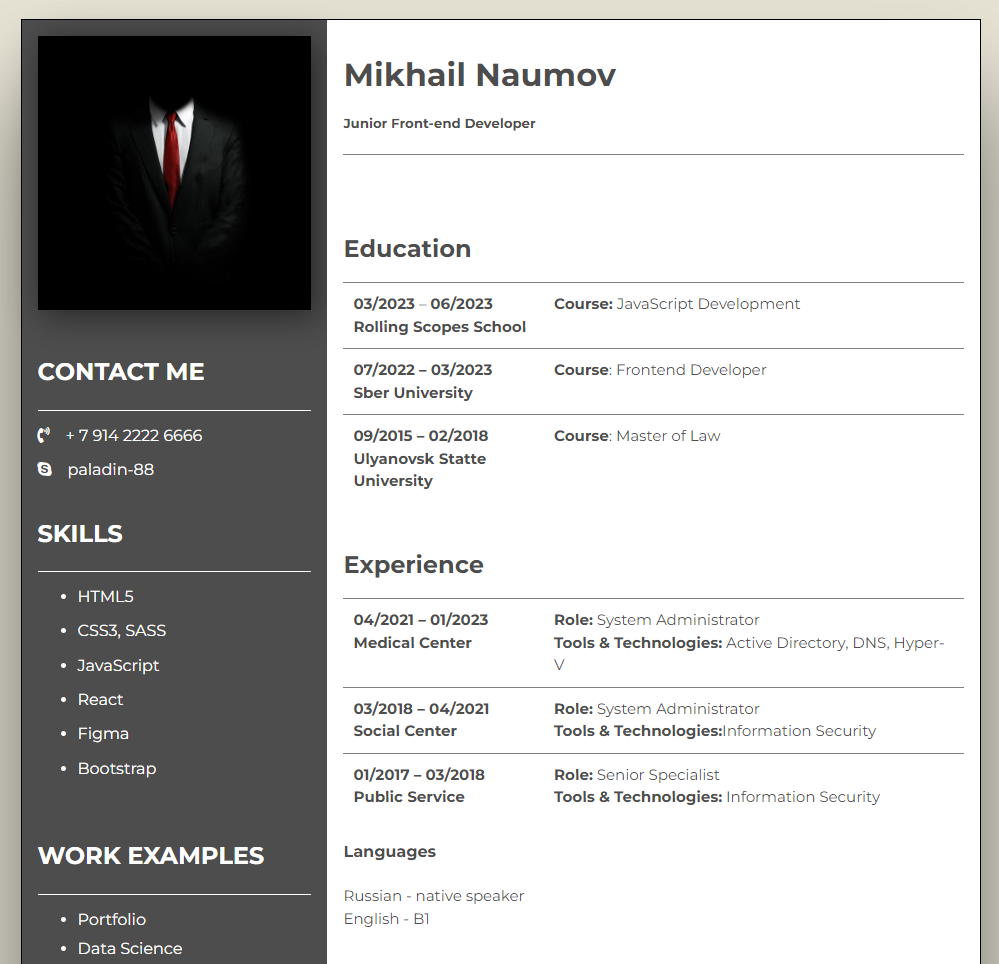 Mikhail Naumov
Junior Front-end Developer
CONTACT ME
+ 7 914 2222 6666
paladin-88
SKILLS
• HTML5
• CSS3, SASS
• JavaScript
• React
• Figma
• Bootstrap
WORK EXAMPLES
• Portfolio
• Data Science
Education
03/2023 – 06/2023 Course: JavaScript Development
Rolling Scopes School
07/2022 – 03/2023 Course: Frontend Developer
Sber University
09/2015 – 02/2018 Course: Master of Law
Ulyanovsk Statte
University
Experience
04/2021 – 01/2023 Role: System Administrator
Medical Center Tools & Technologies: Active Directory, DNS, Hyper-
V
03/2018 – 04/2021 Role: System Administrator
Social Center Tools & Technologies:Information Security
01/2017 – 03/2018 Role: Senior Specialist
Public Service Tools & Technologies: Information Security
Languages
Russian - native speaker
English - B1